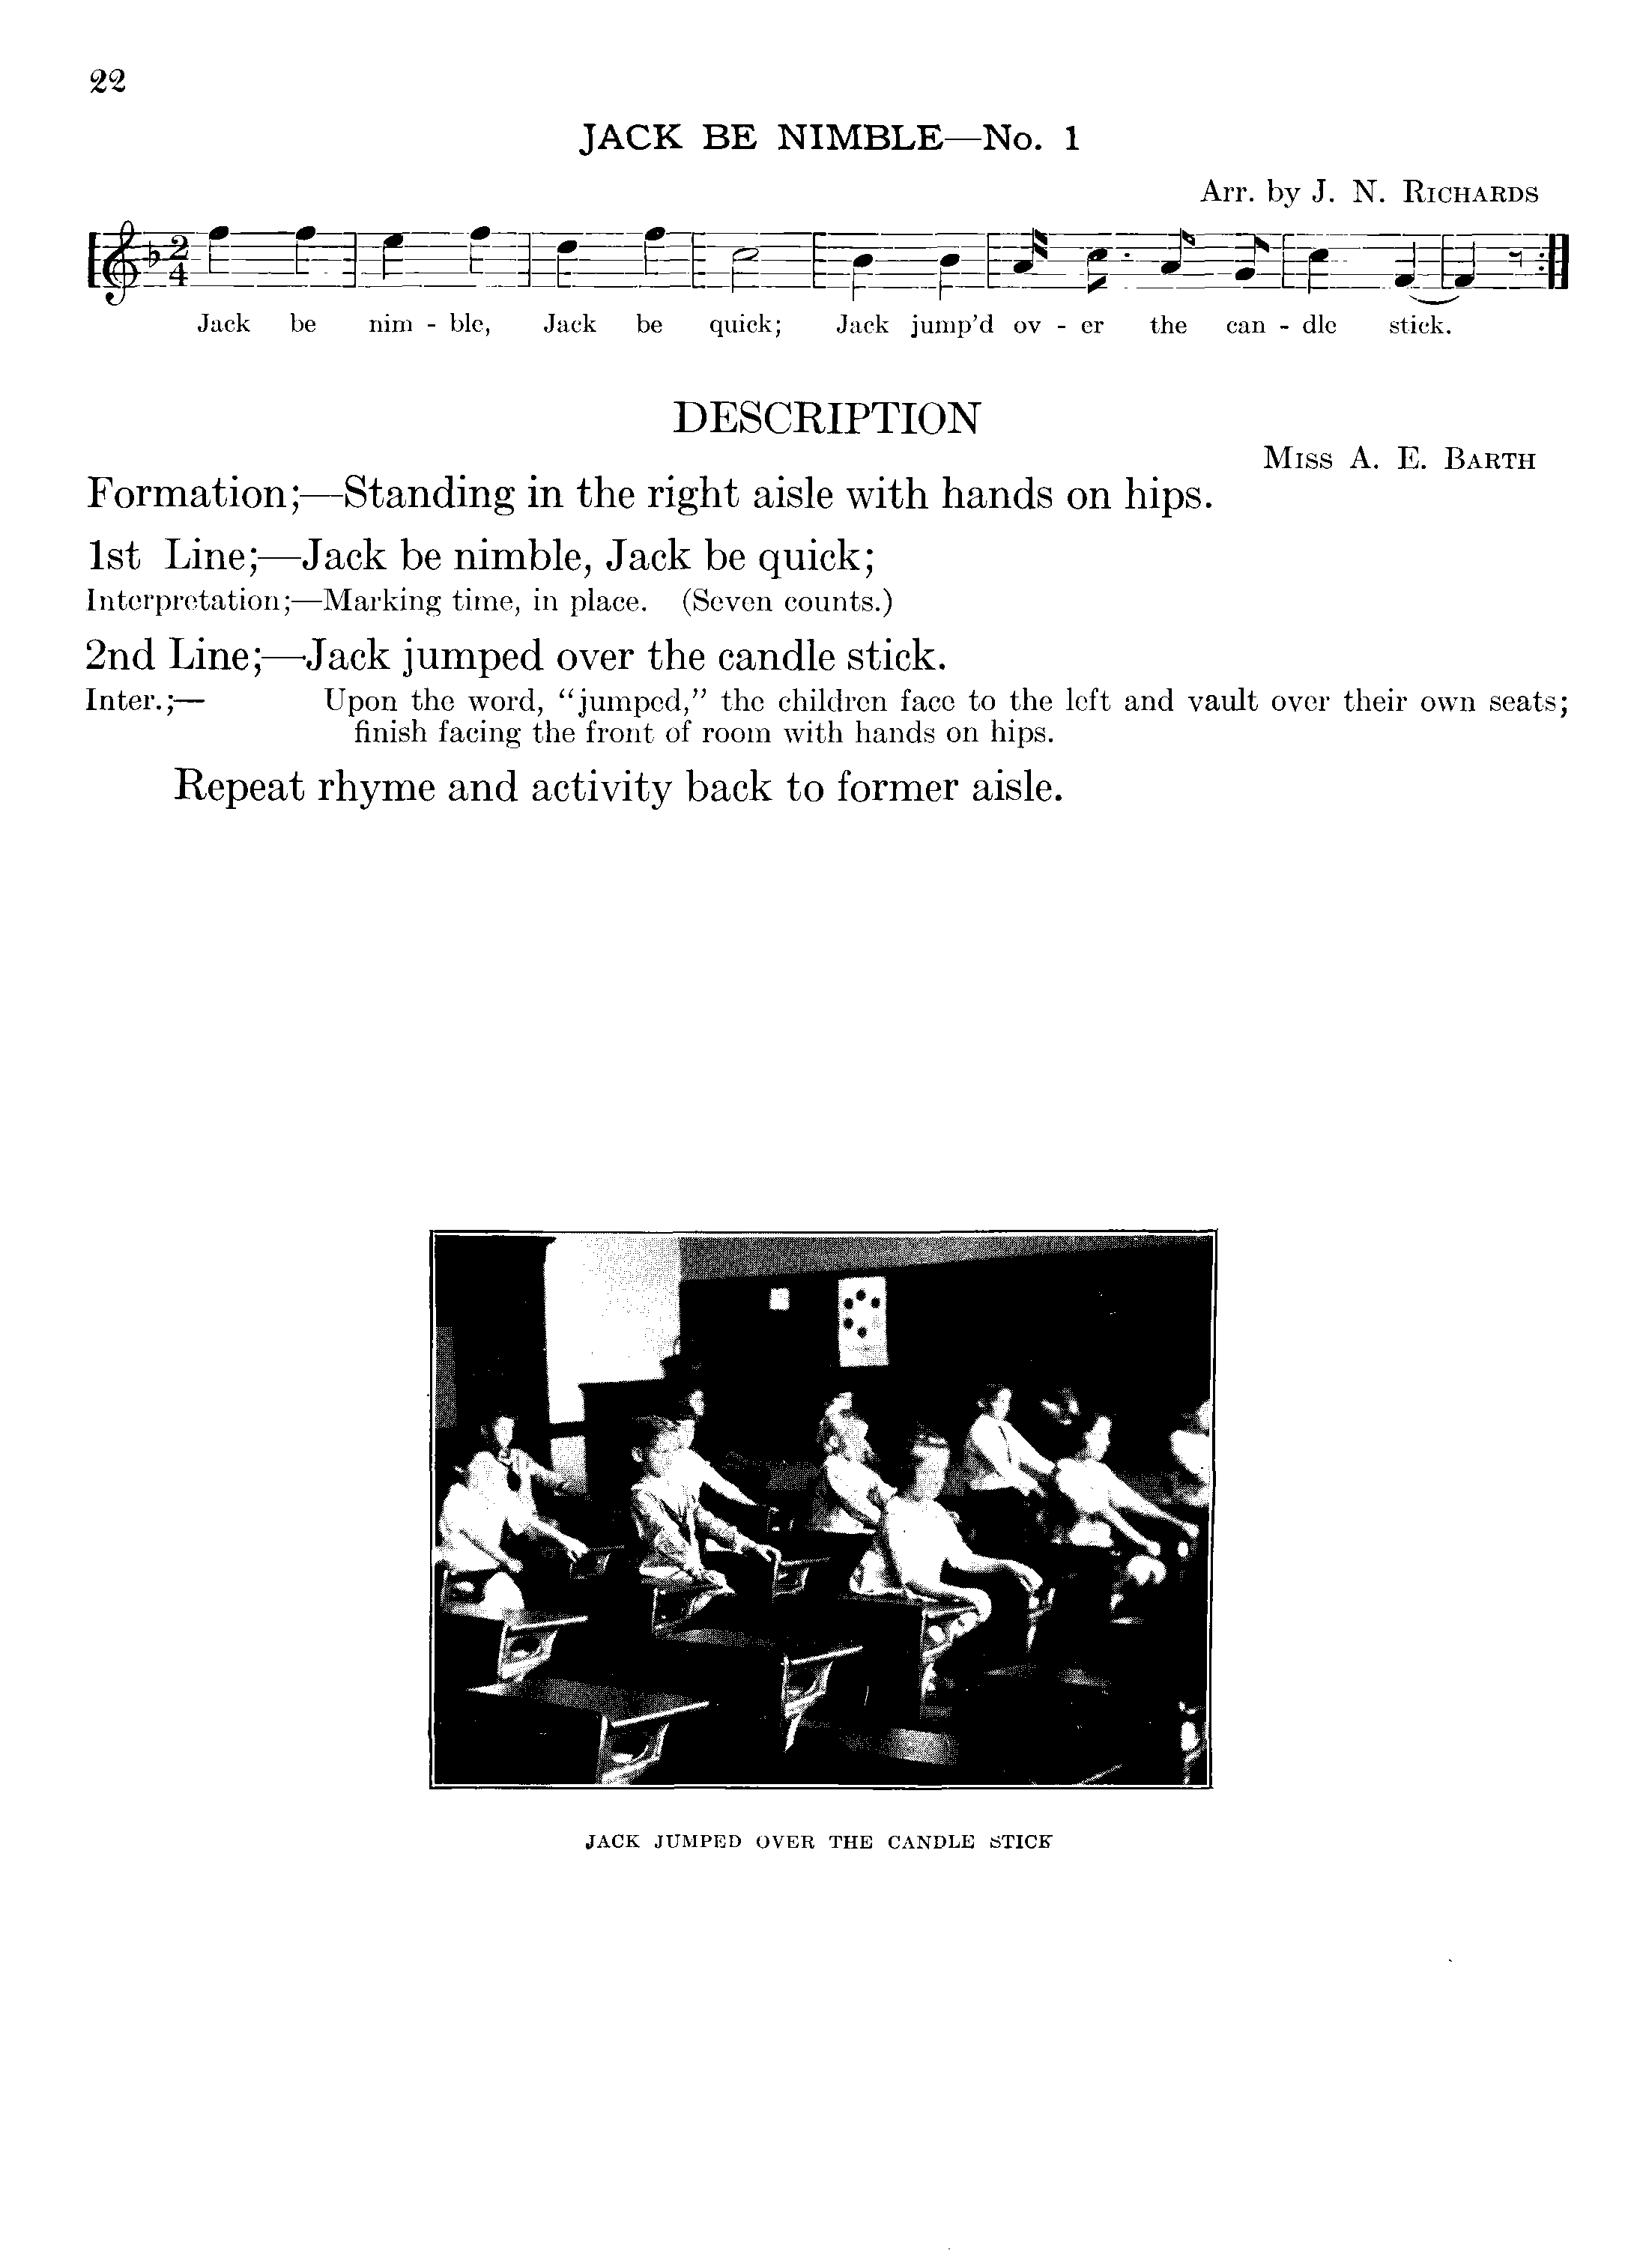 22
JACK BE NIMBLE—No. 1
Arr. by J. N. RICHARDS
2
4
Jack be nim - ble, Jack be quick; Jack jump'd ov - er the can - dle stick.
DESCRIPTION
MISS A. E. BARTH
Formation;—Standing in the right aisle with hands on hips.
1st Line;—Jack be nimble, Jack be quick;
Interpretation;—Marking time, in place. (Seven counts.)
2nd Line;—Jack jumped over the candle stick.
Inter.;— Upon the word, “jumped,” the children face to the left and vault over their own seats;
finish facing the front of room with hands on hips.
Repeat rhyme and activity back to former aisle.
JACK JUMPED OVER THE CANDLE STICK